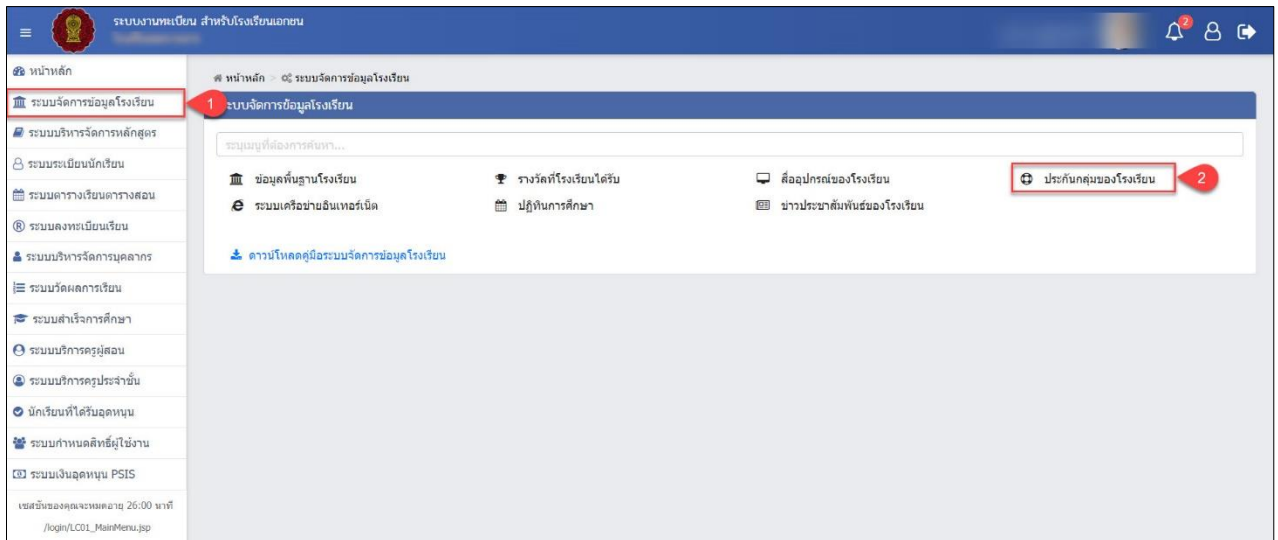 ระบบงานทะเบียน สำหรับโรงเรียนเอกชน
2
หน้าหลัก
ระบบจัดการข้อมูลโรงเรียน
ระบบบริหารจัดการหลักสูตร
ระบบระเบียนนักเรียน
ระบบตารางเรียนตารางสอน
ระบบลงทะเบียนเรียน
ระบบบริหารจัดการบุคลากร
ระบบวัดผลการเรียน
ระบบสำเร็จการศึกษา
ระบบบริการครูผู้สอน
ระบบบริการครูประจำชั้น
นักเรียนที่ได้รับอุดหนุน
ระบบกำหนดสิทธิ์ผู้ใช้งาน
ระบบเงินอุดหนุน PSIS
เซสชันของคุณจะหมดอายุ 26:00 นาที
/login/LC01_MainMenu.jsp
หน้าหลัก > ระบบจัดการข้อมูลโรงเรียน
1
ระบบจัดการข้อมูลโรงเรียน
ระบุเมนูที่ต้องการค้นหา...
ข้อมูลพื้นฐานโรงเรียน รางวัลที่โรงเรียนได้รับ สื่ออุปกรณ์ของโรงเรียน ประกันกลุ่มของโรงเรียน 2
ระบบเครือข่ายอินเทอร์เน็ต ปฏิทินการศึกษา ข่าวประชาสัมพันธ์ของโรงเรียน
ดาวน์โหลดคู่มือระบบจัดการข้อมูลโรงเรียน